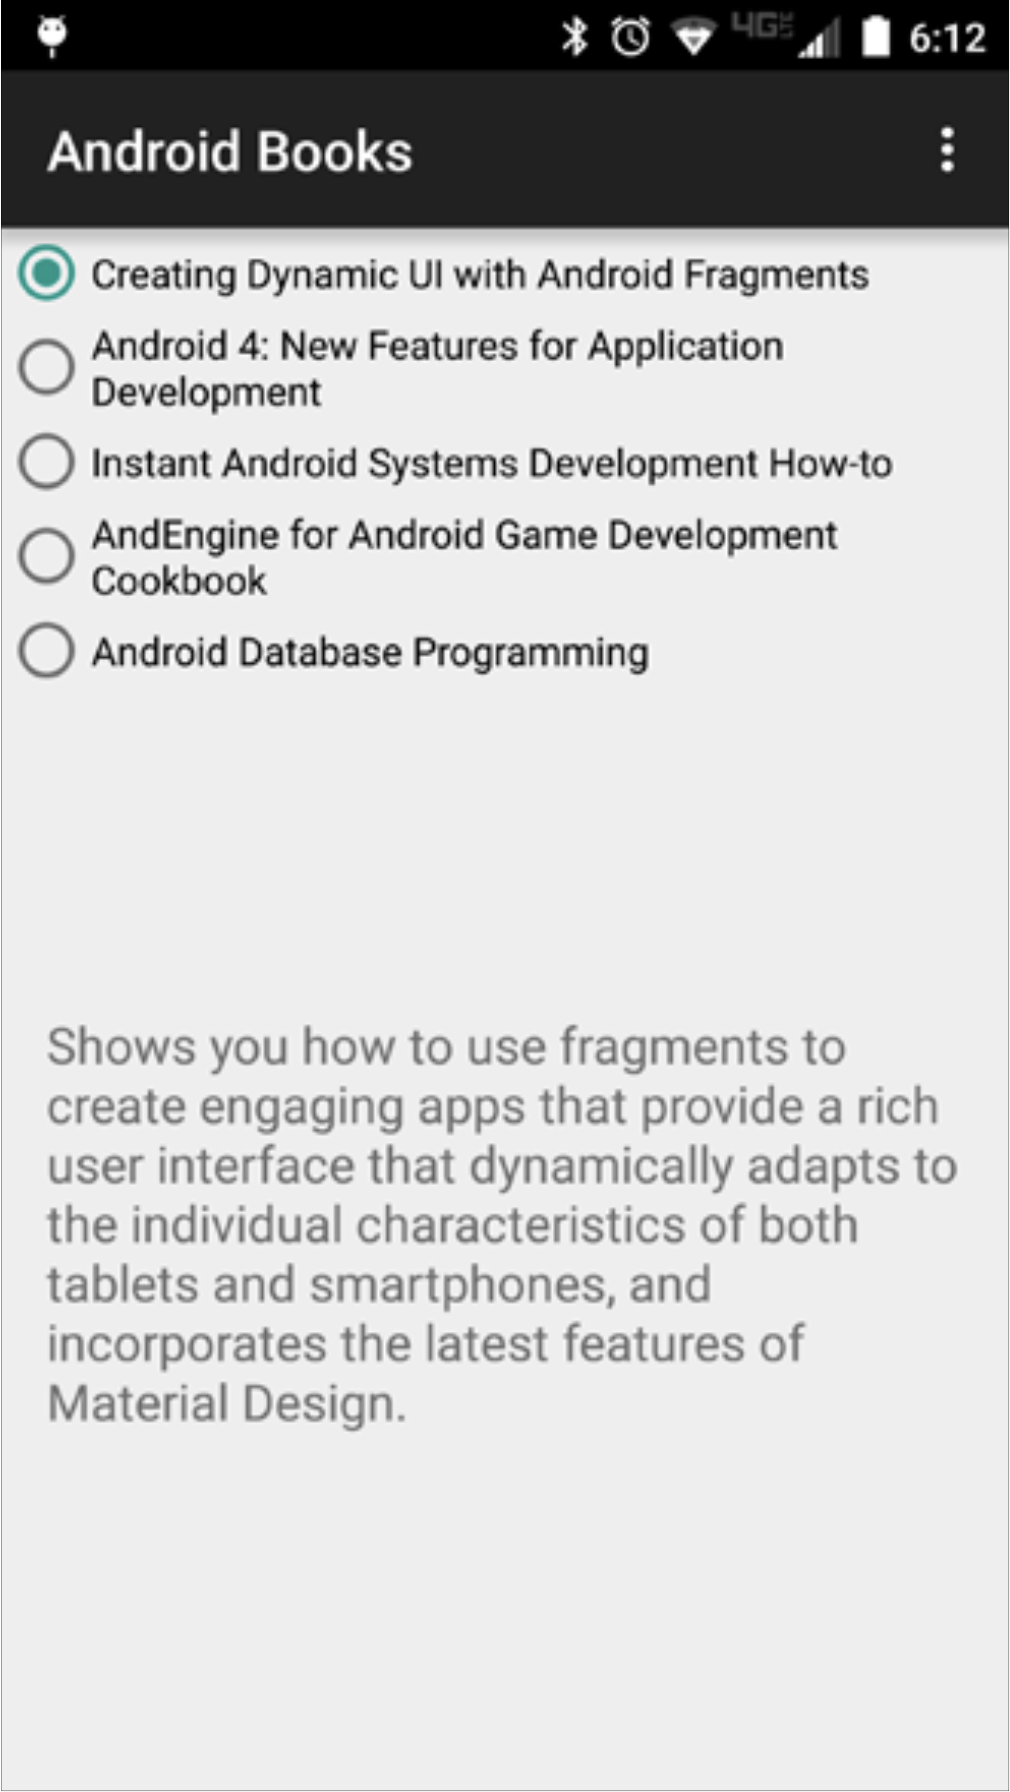 4G 6:12
Android Books
Creating Dynamic UI with Android Fragments
Android 4: New Features for Application
Development
Instant Android Systems Development How-to
AndEngine for Android Game Development
Cookbook
Android Database Programming
Shows you how to use fragments to
create engaging apps that provide a rich
user interface that dynamically adapts to
the individual characteristics of both
tablets and smartphones, and
incorporates the latest features of
Material Design.